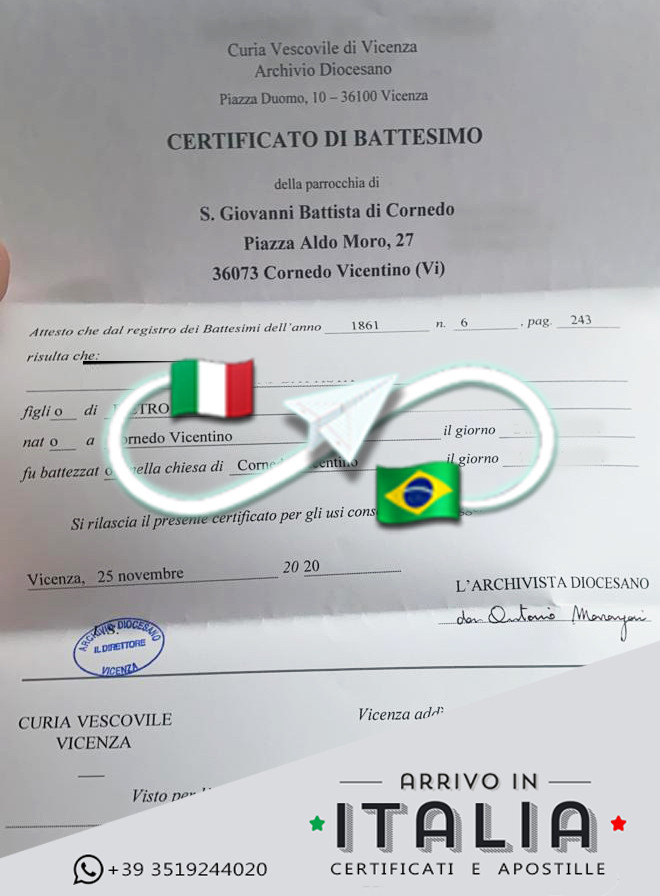 Curia Vescovile di Vicenza
Archivio Diocesano
Piazza Duomo, 10 – 36100 Vicenza
CERTIFICATO DI BATTESIMO
della parrocchia di
S. Giovanni Battista di Cornedo
Piazza Aldo Moro, 27
36073 Cornedo Vicentino (Vi)
Attesto che dal registro dei Battesimi dell'anno 1861 n. 6 , pag. 243
risulta che:
figli o di
nat o a Vicentino il giorno
fu battezzat chiesa di il giorno
Si rilascia il presente certificato per gli usi
Vicenza, 25 novembre 20 20
L'ARCHIVISTA DIOCESANO
don Antonio
ARCHIVIO DIOCESANO
IL DIRETTORE
VICENZA
CURIA VESCOVILE
VICENZA
Vicenza
Visto
ARRIVO IN
ITALIA
CERTIFICATI E APOSTILLE
+39 3519244020